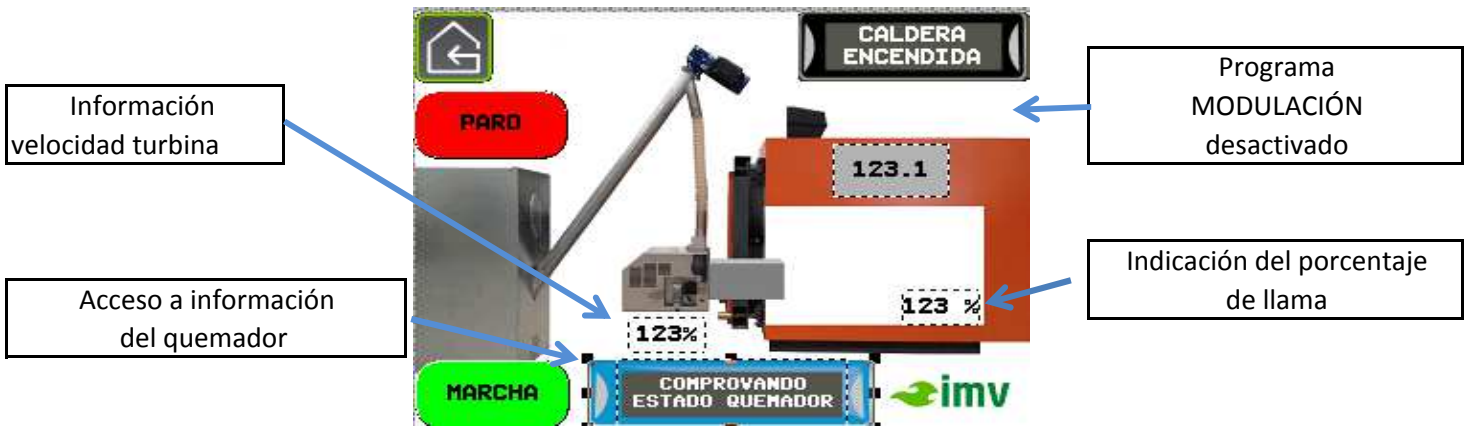 Información
velocidad turbina
Acceso a información
del quemador
CALDERA
ENCENDIDA
PARO
123.1
123 %
123%
MARCHA
COMPROVANDO
ESTADO QUEMADOR
imv
Programa
MODULACIÓN
desactivado
Indicación del porcentaje
de llama